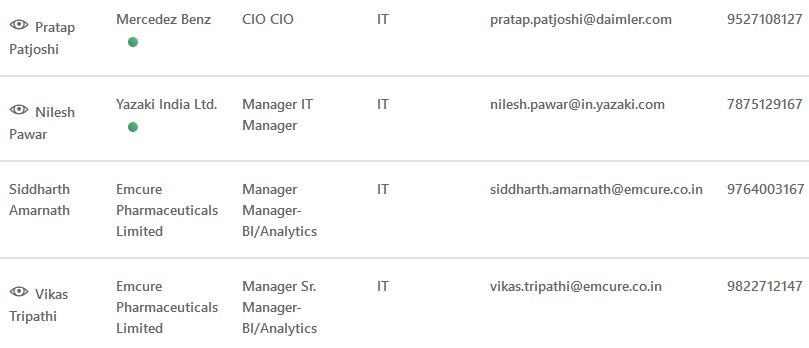 Pratap Patjoshi Mercedez Benz CIO CIO IT pratap.patjoshi@daimler.com 9527108127
Nilesh Pawar Yazaki India Ltd. Manager IT Manager IT nilesh.pawar@in.yazaki.com 7875129167
Siddharth Amarnath Emcure Pharmaceuticals Limited Manager Manager-BI/Analytics IT siddharth.amarnath@emcure.co.in 9764003167
Vikas Tripathi Emcure Pharmaceuticals Limited Manager Sr. Manager-BI/Analytics IT vikas.tripathi@emcure.co.in 9822712147